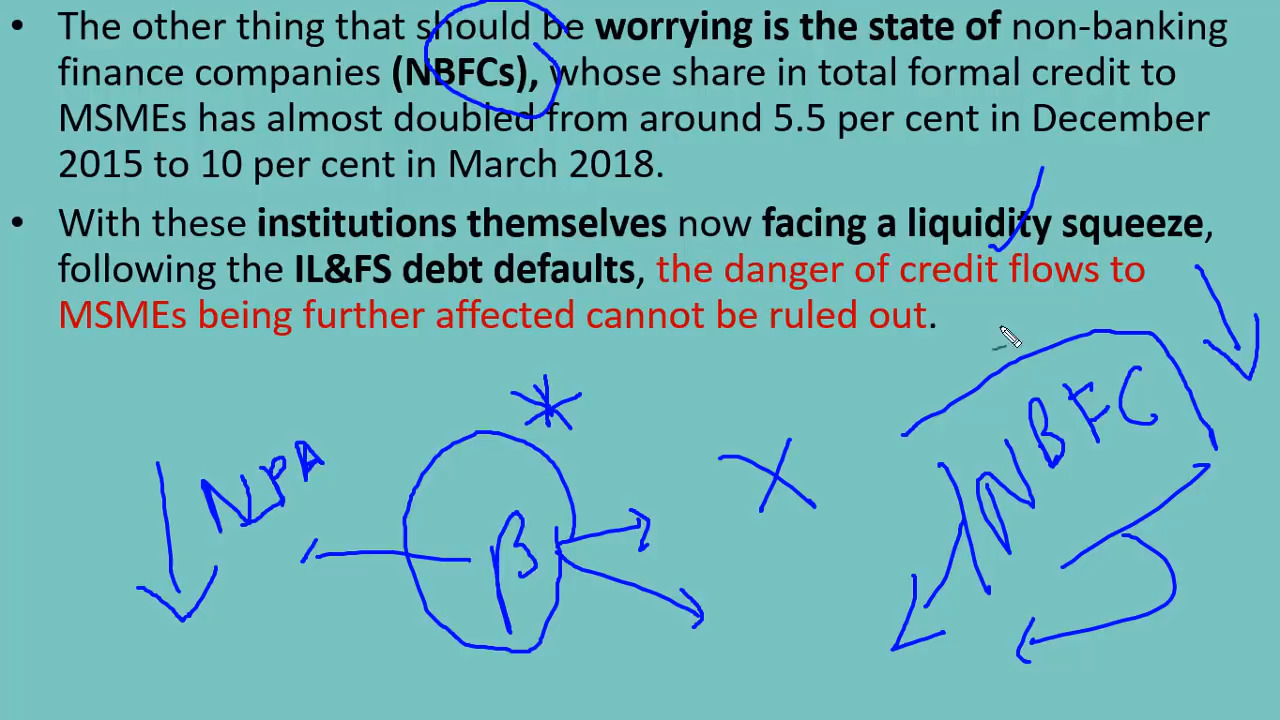 • The other thing that should be worrying is the state of non-banking
finance companies (NBFCs), whose share in total formal credit to
MSMEs has almost doubled from around 5.5 per cent in December
2015 to 10 per cent in March 2018.
• With these institutions themselves now facing a liquidity squeeze,
following the IL&FS debt defaults, the danger of credit flows to
MSMEs being further affected cannot be ruled out.
NPA
B
NBFC